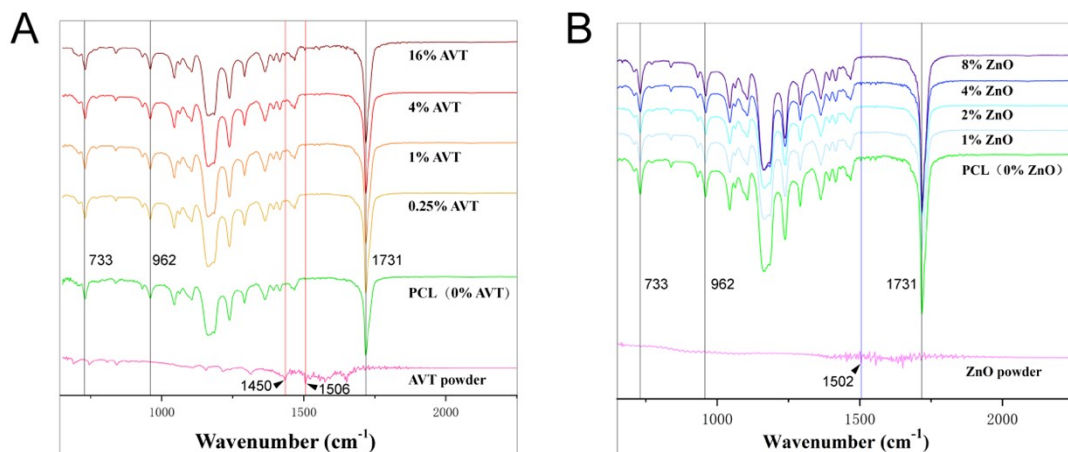 A
16% AVT
4% AVT
1% AVT
0.25% AVT
733
962
1731
PCL（0% AVT）
1450
1506
AVT powder
1000
1500
2000
Wavenumber (cm-1)
B
8% ZnO
4% ZnO
2% ZnO
1% ZnO
PCL（0% ZnO）
733
962
1731
1502
ZnO powder
1000
1500
2000
Wavenumber (cm-1)